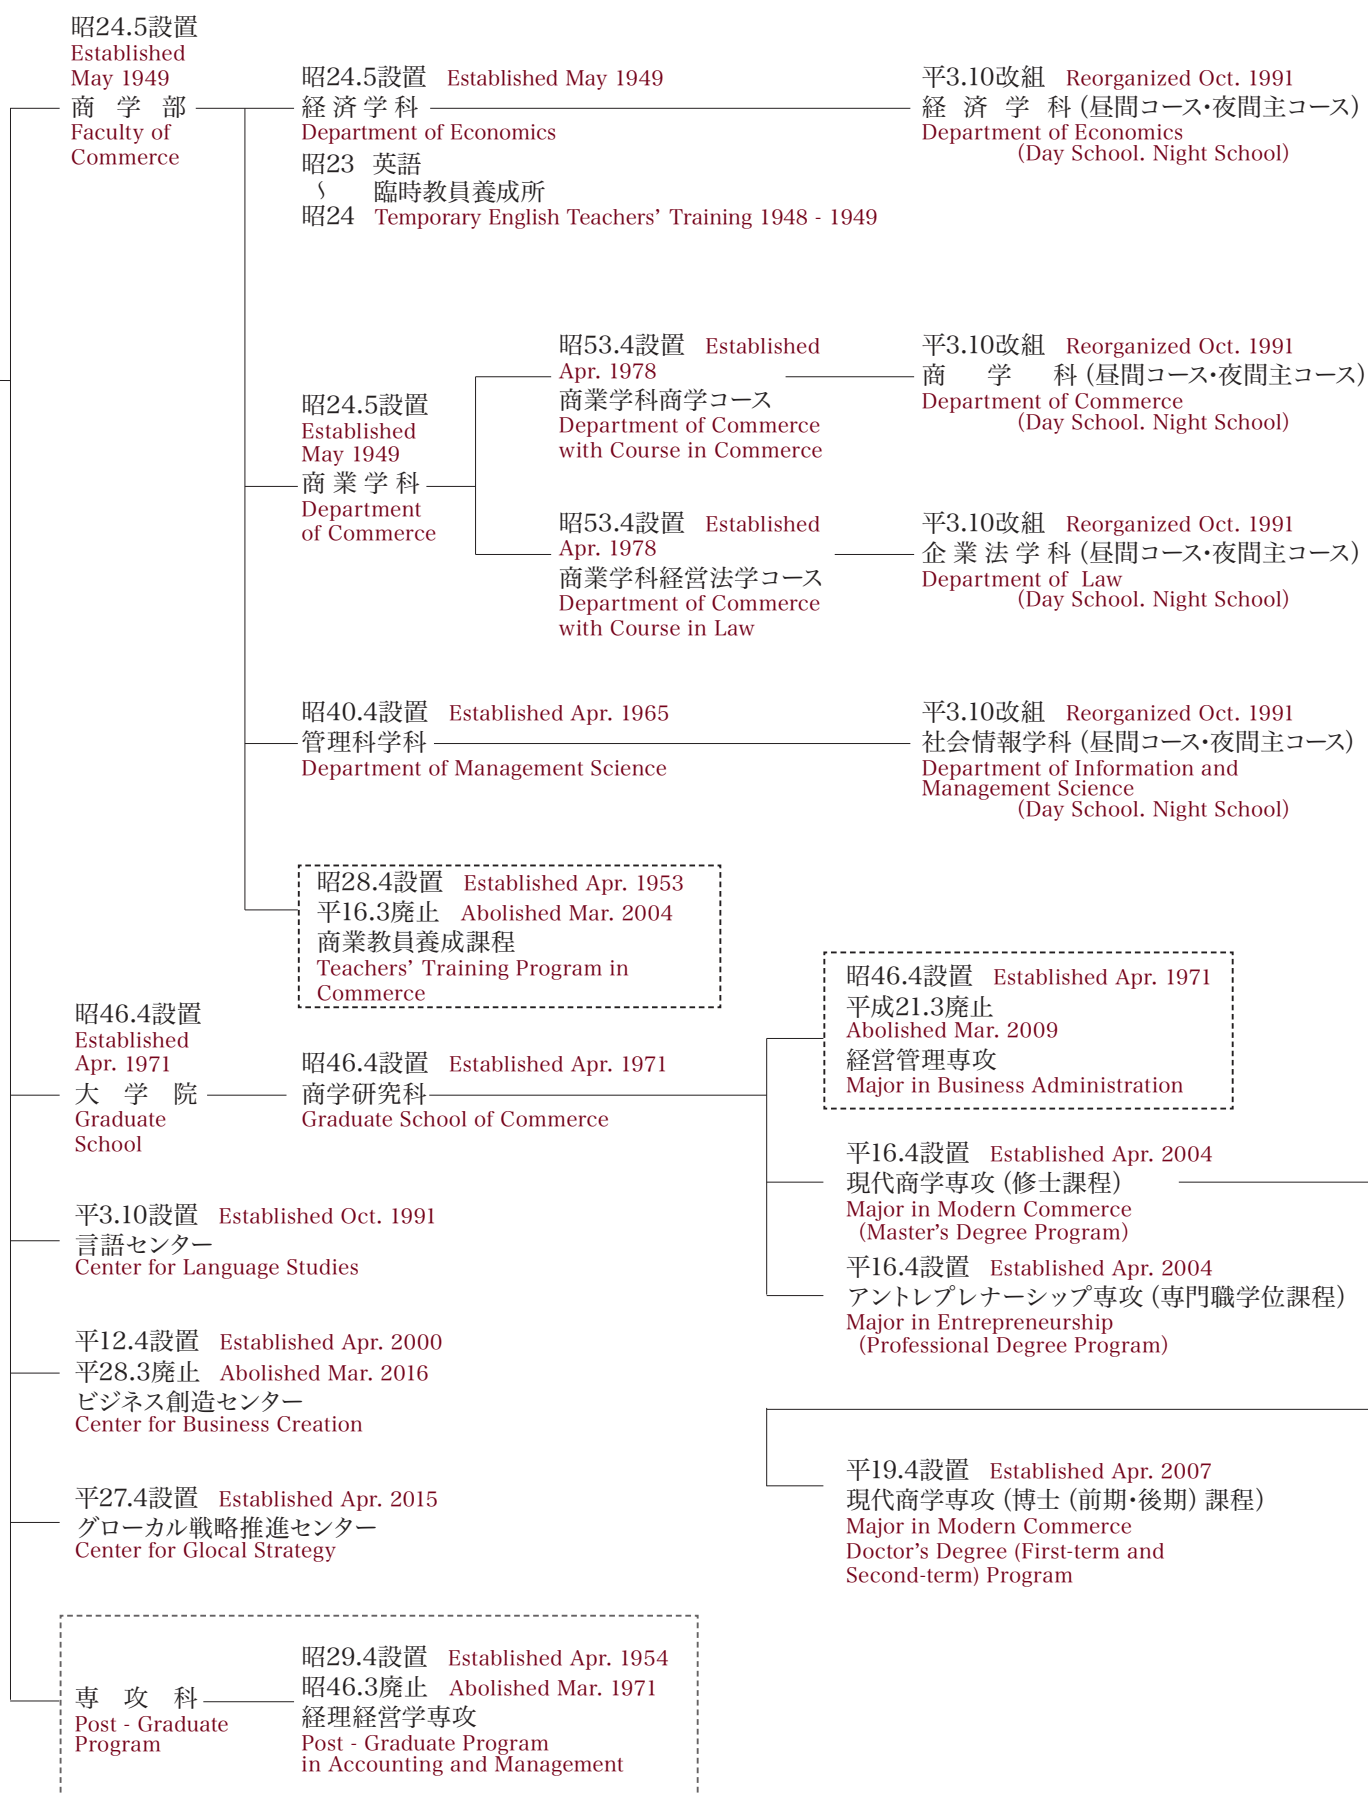 昭24.5設置
Established
May 1949
商学部
Faculty of
Commerce
昭24.5設置 Established May 1949
経済学科
Department of Economics
昭23 英語
〜 臨時教員養成所
昭24 Temporary English Teachers’ Training 1948 - 1949
平3.10改組 Reorganized Oct. 1991
経済学科(昼間コース・夜間主コース)
Department of Economics
(Day School. Night School)
昭24.5設置
Established
May 1949
商業学科
Department
of Commerce
昭53.4設置 Established
Apr. 1978
商業学科商学コース
Department of Commerce
with Course in Commerce
平3.10改組 Reorganized Oct. 1991
商学科(昼間コース・夜間主コース)
Department of Commerce
(Day School. Night School)
昭53.4設置 Established
Apr. 1978
商業学科経営法学コース
Department of Commerce
with Course in Law
平3.10改組 Reorganized Oct. 1991
企業法学科(昼間コース・夜間主コース)
Department of Law
(Day School. Night School)
昭40.4設置 Established Apr. 1965
管理科学科
Department of Management Science
平3.10改組 Reorganized Oct. 1991
社会情報学科(昼間コース・夜間主コース)
Department of Information and
Management Science
(Day School. Night School)
昭28.4設置 Established Apr. 1953
平16.3廃止 Abolished Mar. 2004
商業教員養成課程
Teachers’ Training Program in
Commerce
昭46.4設置
Established
Apr. 1971
大学院
Graduate
School
昭46.4設置 Established Apr. 1971
商学研究科
Graduate School of Commerce
昭46.4設置 Established Apr. 1971
平成21.3廃止
Abolished Mar. 2009
経営管理専攻
Major in Business Administration
平16.4設置 Established Apr. 2004
現代商学専攻(修士課程)
Major in Modern Commerce
(Master’s Degree Program)
平16.4設置 Established Apr. 2004
アントレプレナーシップ専攻(専門職学位課程)
Major in Entrepreneurship
(Professional Degree Program)
平19.4設置 Established Apr. 2007
現代商学専攻(博士(前期・後期)課程)
Major in Modern Commerce
Doctor’s Degree (First-term and
Second-term) Program
平3.10設置 Established Oct. 1991
言語センター
Center for Language Studies
平12.4設置 Established Apr. 2000
平28.3廃止 Abolished Mar. 2016
ビジネス創造センター
Center for Business Creation
平27.4設置 Established Apr. 2015
グローカル戦略推進センター
Center for Glocal Strategy
専攻科
Post - Graduate
Program
昭29.4設置 Established Apr. 1954
昭46.3廃止 Abolished Mar. 1971
経理経営学専攻
Post - Graduate Program
in Accounting and Management